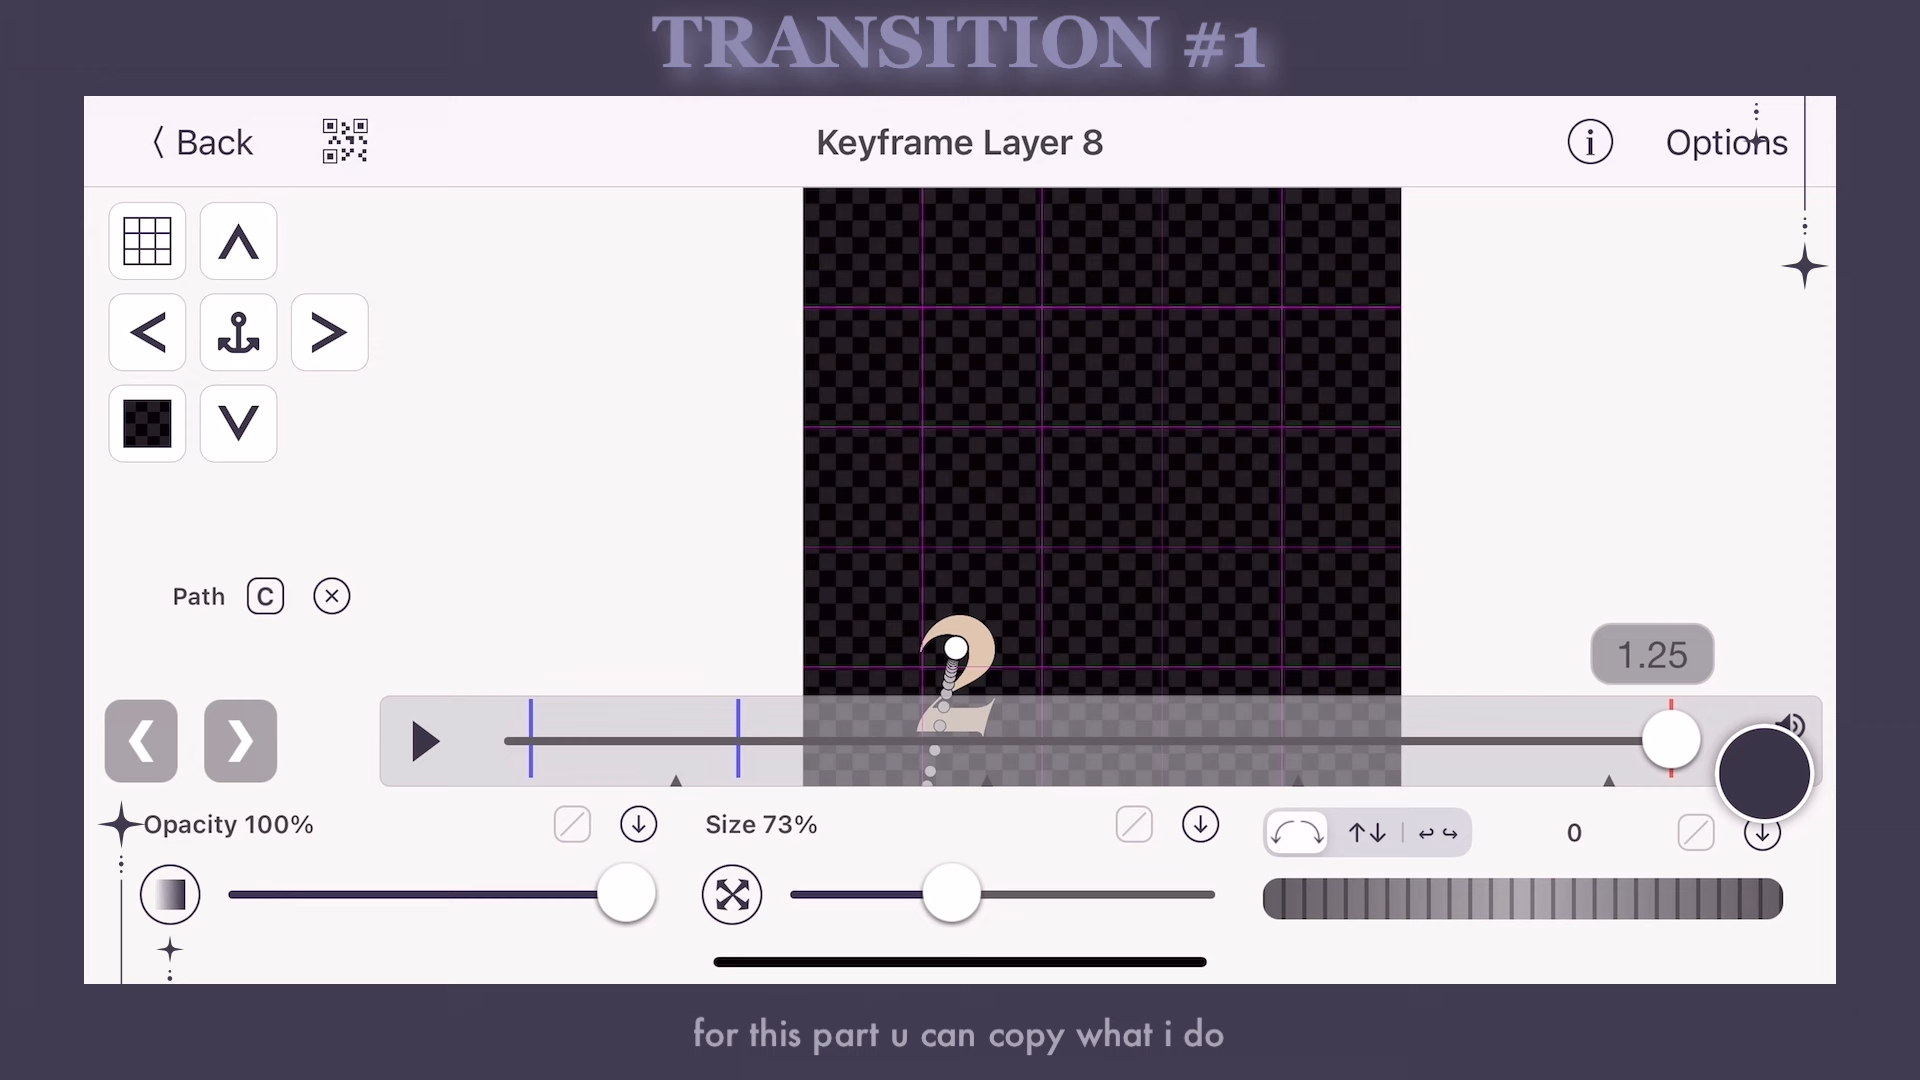 TRANSITION #1
Back
Keyframe Layer 8
i
Options
Path C
2
1.25
Opacity 100%
Size 73%
0
for this part u can copy what i do